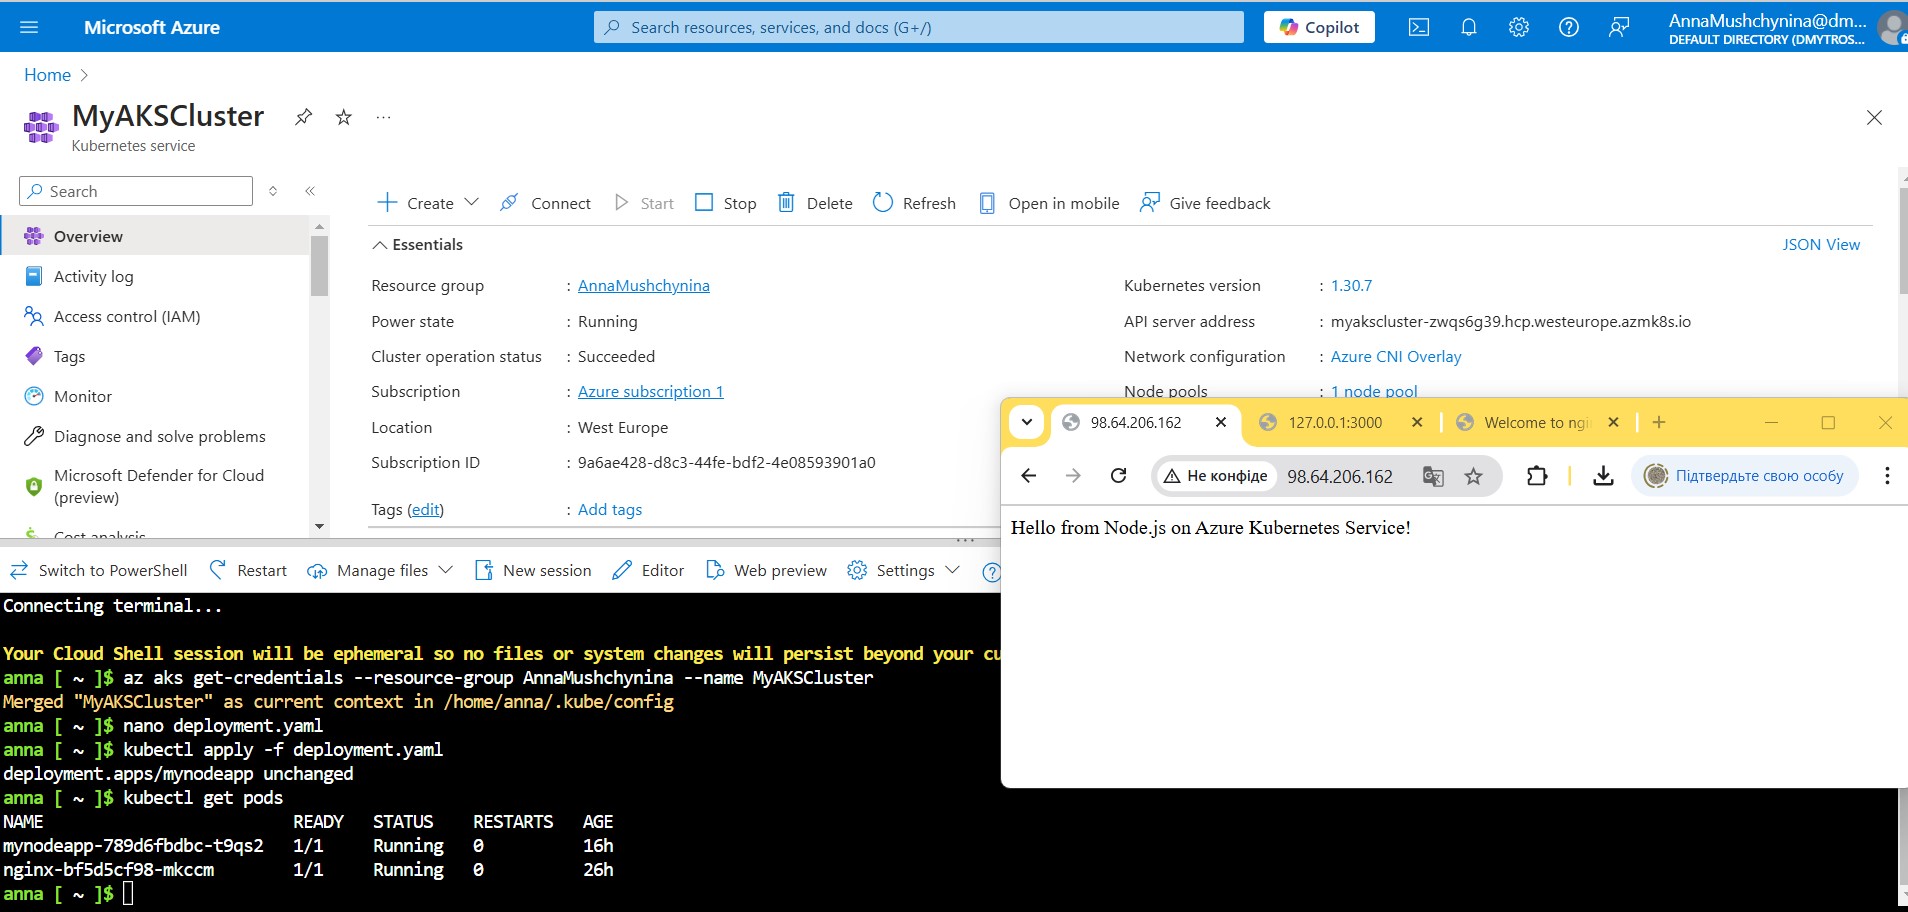 Microsoft Azure
Search resources, services, and docs (G+/)
Copilot
AnnaMushchynina@dm...
DEFAULT DIRECTORY (DMYTROS...
Home
MyAKSCluster
Kubernetes service
Search
Create
Connect
Start
Stop
Delete
Refresh
Open in mobile
Give feedback
Overview
Activity log
Access control (IAM)
Tags
Monitor
Diagnose and solve problems
Microsoft Defender for Cloud
(preview)
Cost analysis
Essentials
JSON View
Resource group : AnnaMushchynina
Power state : Running
Cluster operation status : Succeeded
Subscription : Azure subscription 1
Location : West Europe
Subscription ID : 9a6ae428-d8c3-44fe-bdf2-4e08593901a0
Tags (edit) : Add tags
Kubernetes version : 1.30.7
API server address : myakscluster-zwqs6g39.hcp.westeurope.azmk8s.io
Network configuration : Azure CNI Overlay
Node pools : 1 node pool
98.64.206.162
127.0.0.1:3000
Welcome to ngi
Не конфіде
98.64.206.162
Підтвердьте свою особу
Hello from Node.js on Azure Kubernetes Service!
Switch to PowerShell
Restart
Manage files
New session
Editor
Web preview
Settings
Connecting terminal...
Your Cloud Shell session will be ephemeral so no files or system changes will persist beyond your cu
anna [ ~ ]$ az aks get-credentials --resource-group AnnaMushchynina --name MyAKSCluster
Merged "MyAKSCluster" as current context in /home/anna/.kube/config
anna [ ~ ]$ nano deployment.yaml
anna [ ~ ]$ kubectl apply -f deployment.yaml
deployment.apps/mynodeapp unchanged
anna [ ~ ]$ kubectl get pods
NAME READY STATUS RESTARTS AGE
mynodeapp-789d6fbdbc-t9qs2 1/1 Running 0 16h
nginx-bf5d5cf98-mkccm 1/1 Running 0 26h
anna [ ~ ]$